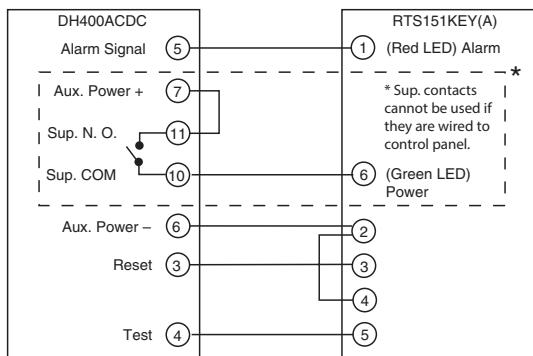 DH400ACDC RTS151KEY(A)
Alarm Signal 5 1 (Red LED) Alarm
*
Aux. Power + 7
* Sup. contacts
cannot be used if
they are wired to
control panel.
Sup. N. O. 11
Sup. COM 10 6 (Green LED)
Power
Aux. Power – 6 2
Reset 3 3
4
Test 4 5